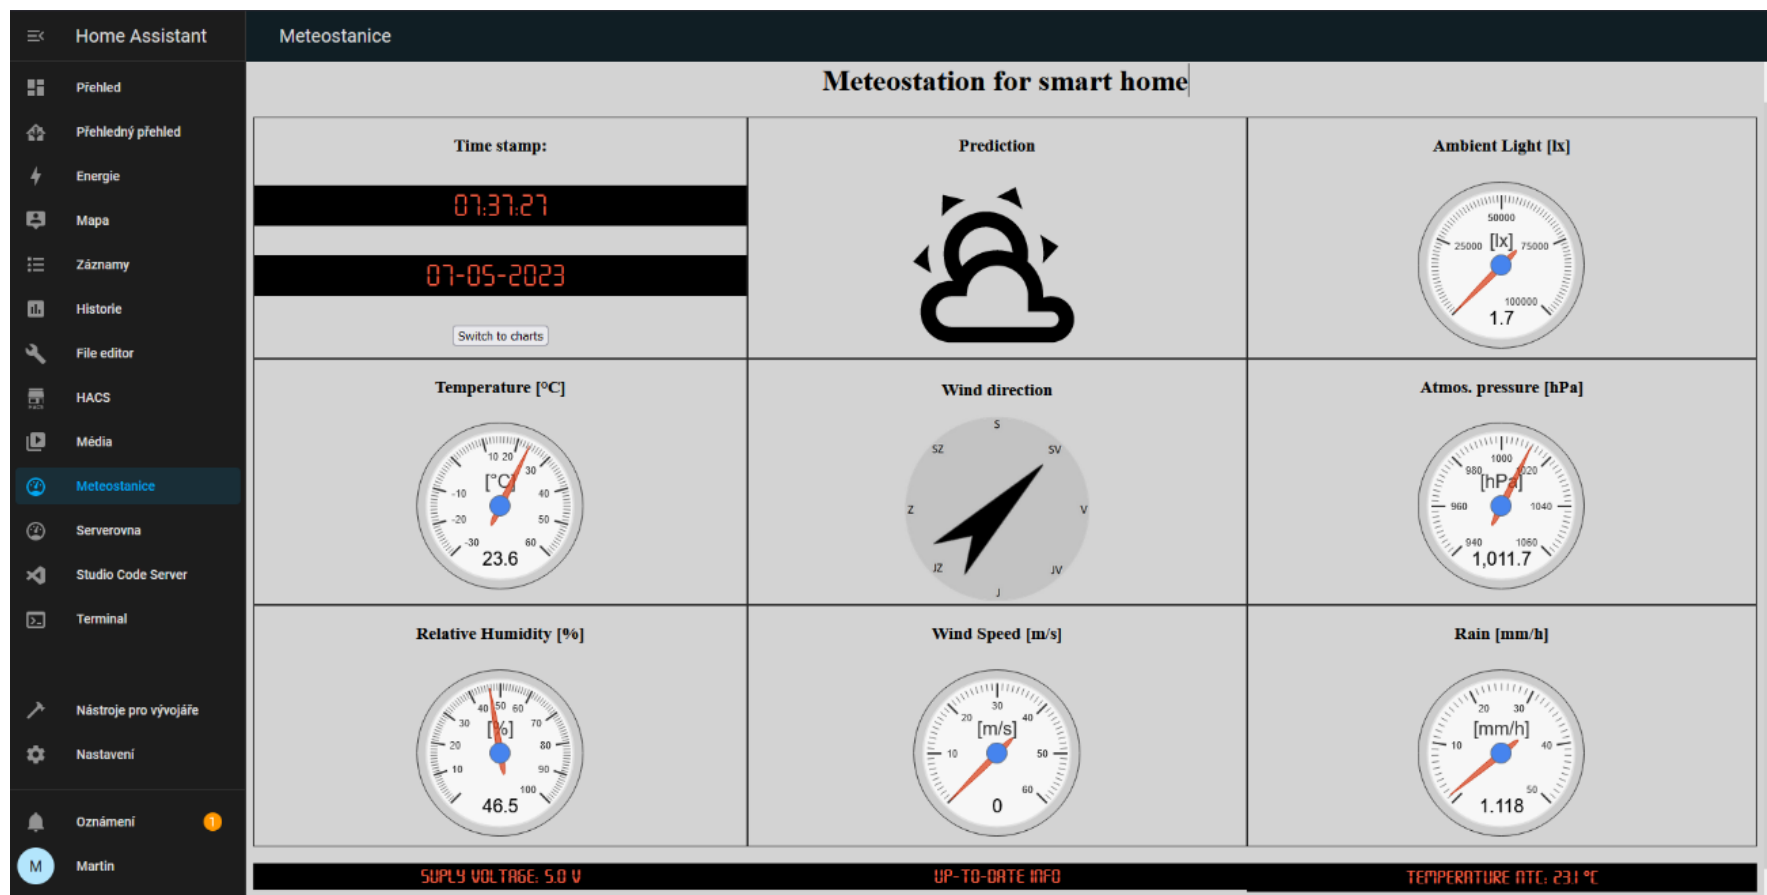 Home Assistant
Meteostanice
Přehled
Přehledný přehled
Energie
Mapa
Záznamy
Historie
File editor
HACS
HACS
Média
Meteostanice
Serverovna
Studio Code Server
Terminal
Nástroje pro vývojáře
Nastavení
Oznámení 1
M Martin
Meteostation for smart home
Time stamp:
07:37:27
07-05-2023
Switch to charts
Prediction
Ambient Light [lx]
25000 50000 75000 100000
[lx]
1.7
Temperature [°C]
-30 -20 -10 10 20 30 40 50 60
[°C]
23.6
Wind direction
S
SZ SV
Z V
JZ JV
J
Atmos. pressure [hPa]
940 960 980 1000 1020 1040 1060
[hPa]
1,011.7
Relative Humidity [%]
10 20 30 40 50 60 70 80 90 100
[%]
46.5
Wind Speed [m/s]
10 20 30 40 50 60
[m/s]
0
Rain [mm/h]
10 20 30 40 50
[mm/h]
1.118
SUPLY VOLTAGE: 5.0 V
UP-TO-DATE INFO
TEMPERATURE NTC: 23.1 °C